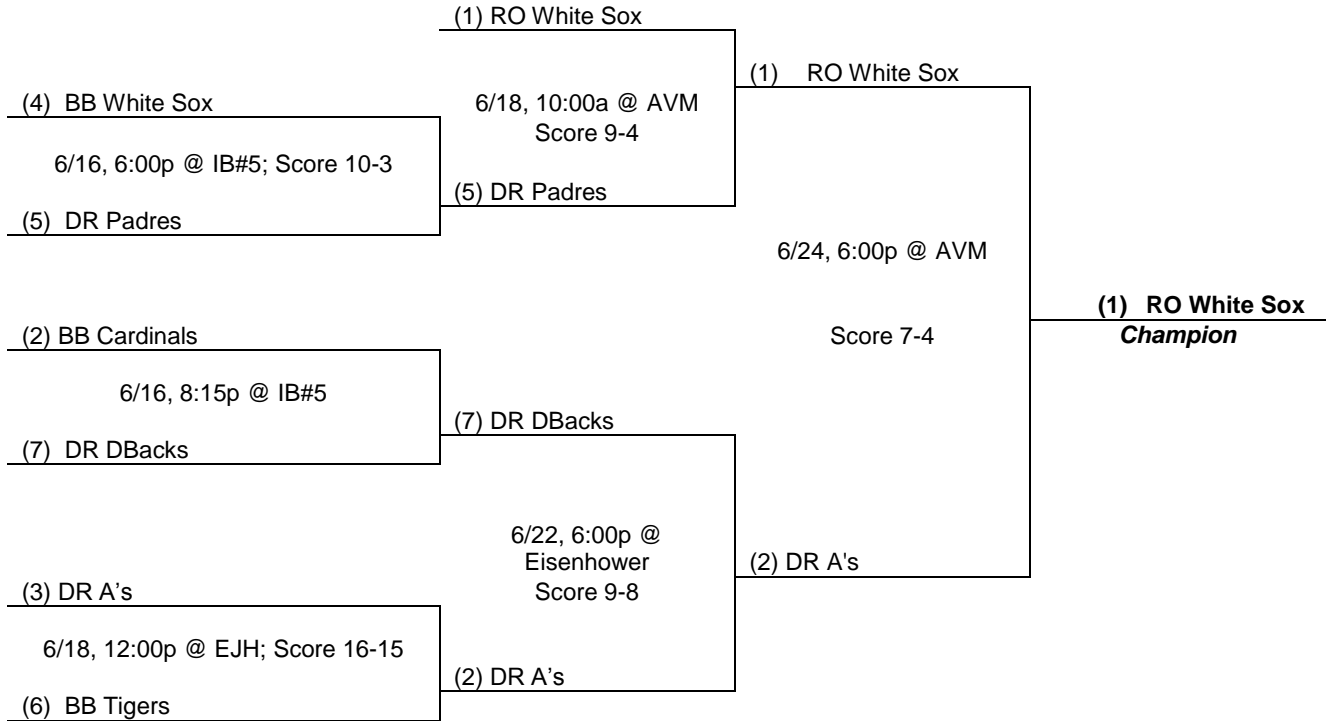 (1) RO White Sox
(1) RO White Sox
(4) BB White Sox
6/18, 10:00a @ AVM
Score 9-4
6/16, 6:00p @ IB#5; Score 10-3
(5) DR Padres
(5) DR Padres
6/24, 6:00p @ AVM
(1) RO White Sox
(2) BB Cardinals
Score 7-4
Champion
6/16, 8:15p @ IB#5
(7) DR DBacks
(7) DR DBacks
6/22, 6:00p @
Eisenhower
(2) DR A's
(3) DR A’s
Score 9-8
6/18, 12:00p @ EJH; Score 16-15
(2) DR A’s
(6) BB Tigers